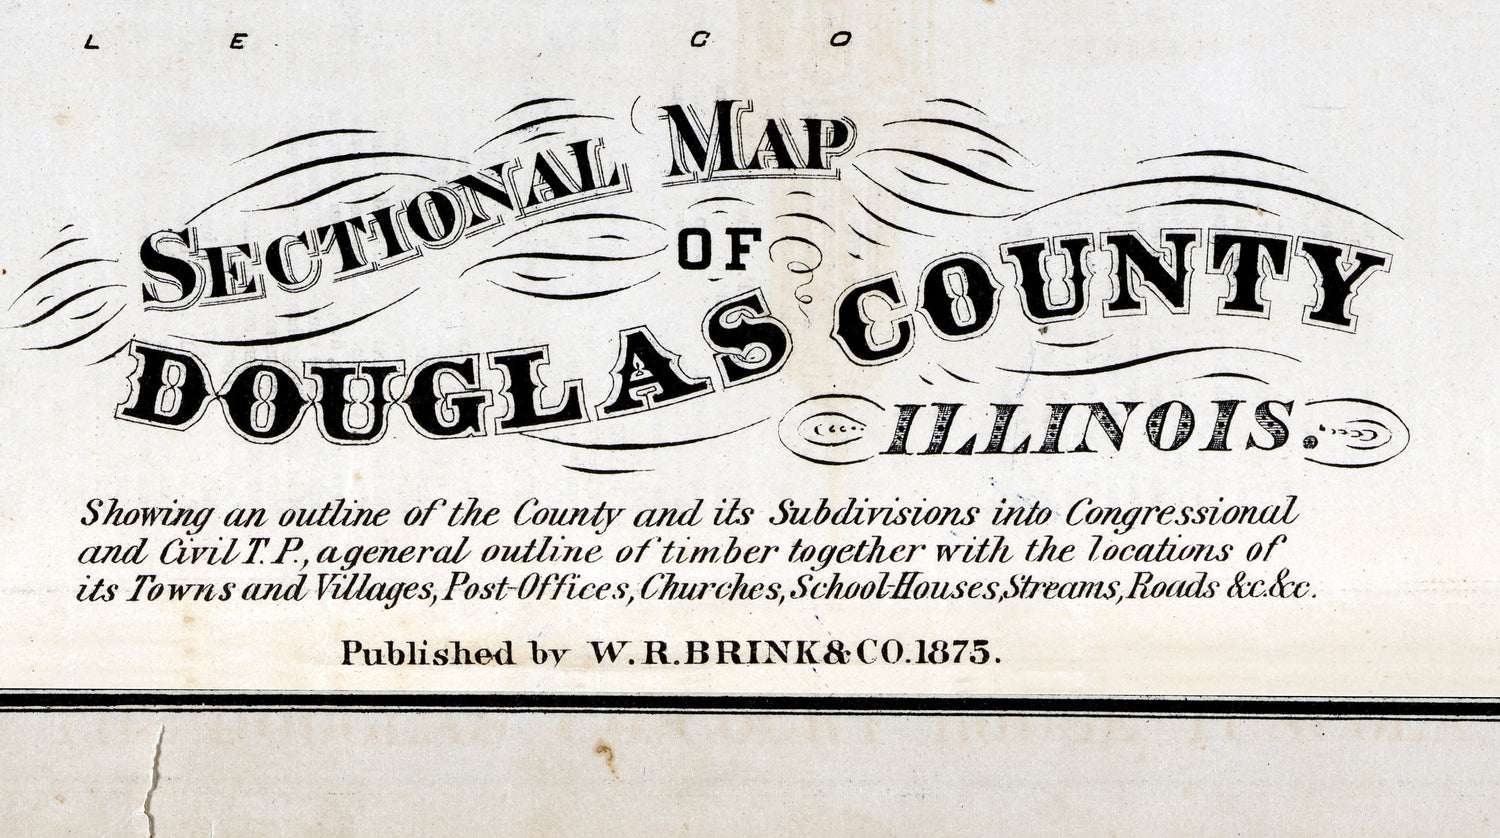 L E C O
SECTIONAL MAP
OF
DOUGLAS COUNTY
ILLINOIS.
Showing an outline of the County and its Subdivisions into Congressional
and Civil T. P., a general outline of timber together with the locations of
its Towns and Villages, Post-Offices, Churches, School-Houses, Streams, Roads &c.&c.
Published by W. R. BRINK & CO. 1875.